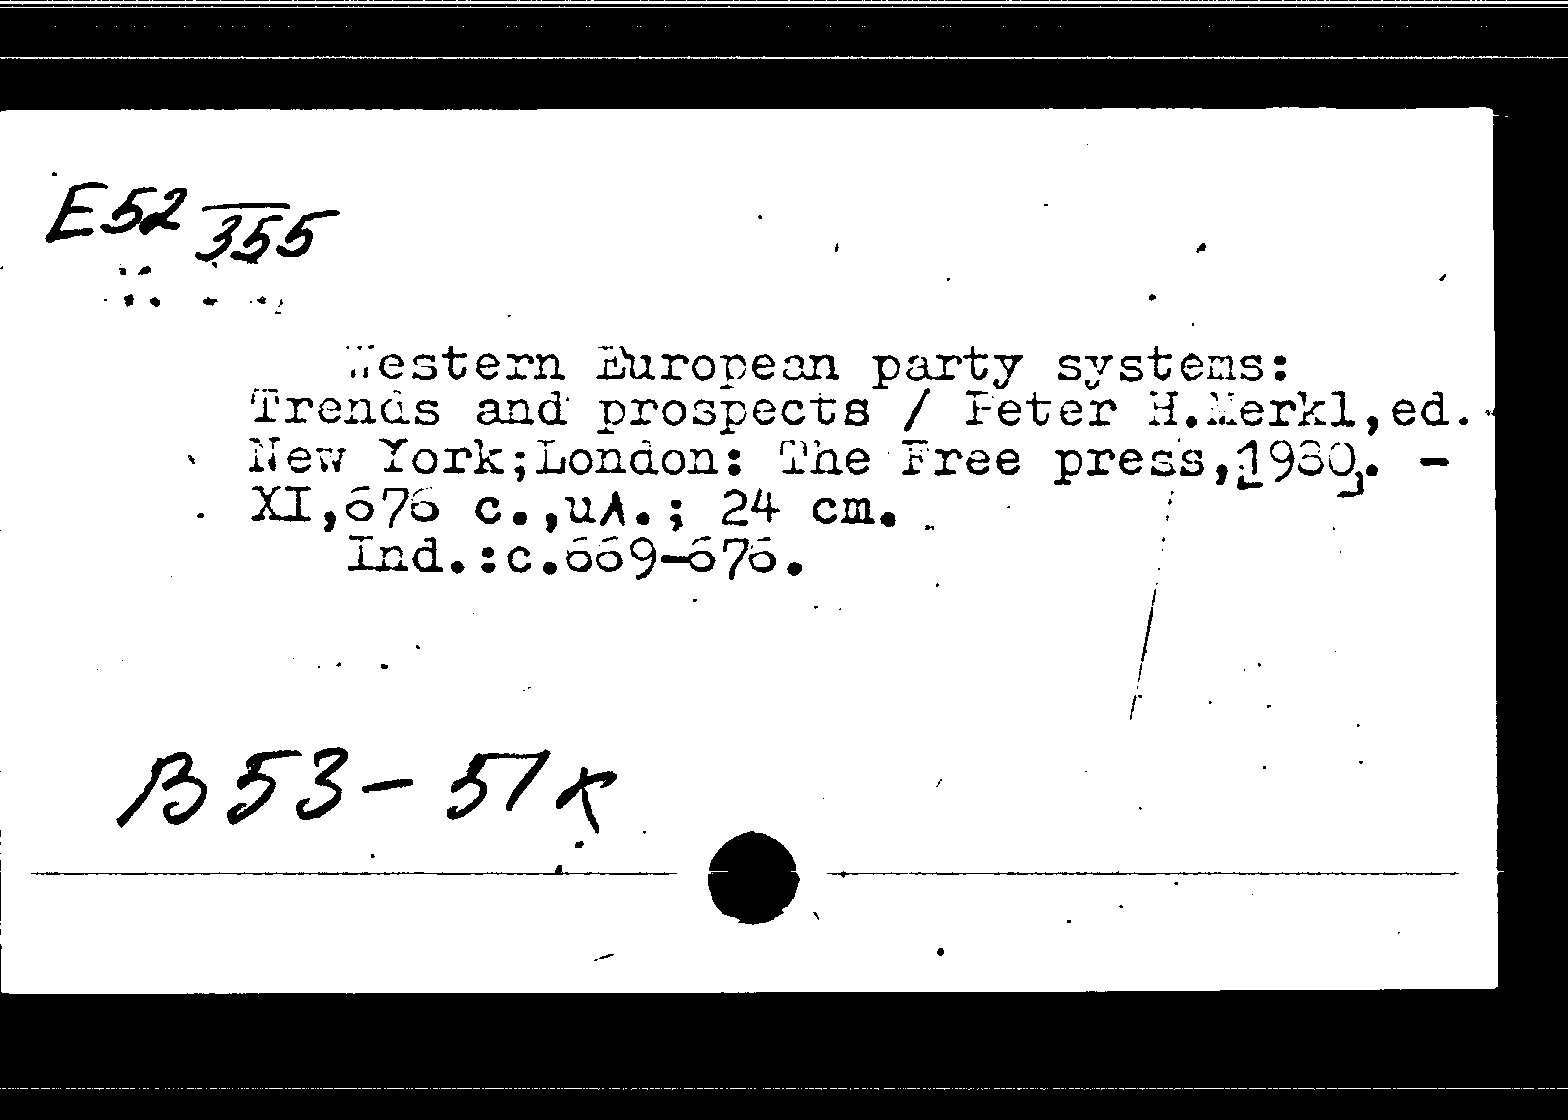 E52 355
Western European party systems:
Trends and prospects / Peter H.Merkl,ed.-
New York;London: The Free press,[1980]. -
XI,676 c.,ил.; 24 cm.
Ind.:c.669-676.
B53-51к